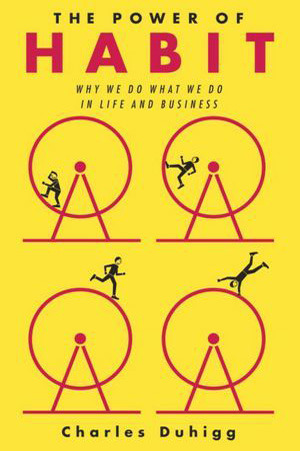 THE POWER OF
HABIT
WHY WE DO WHAT WE DO
IN LIFE AND BUSINESS
Charles Duhigg